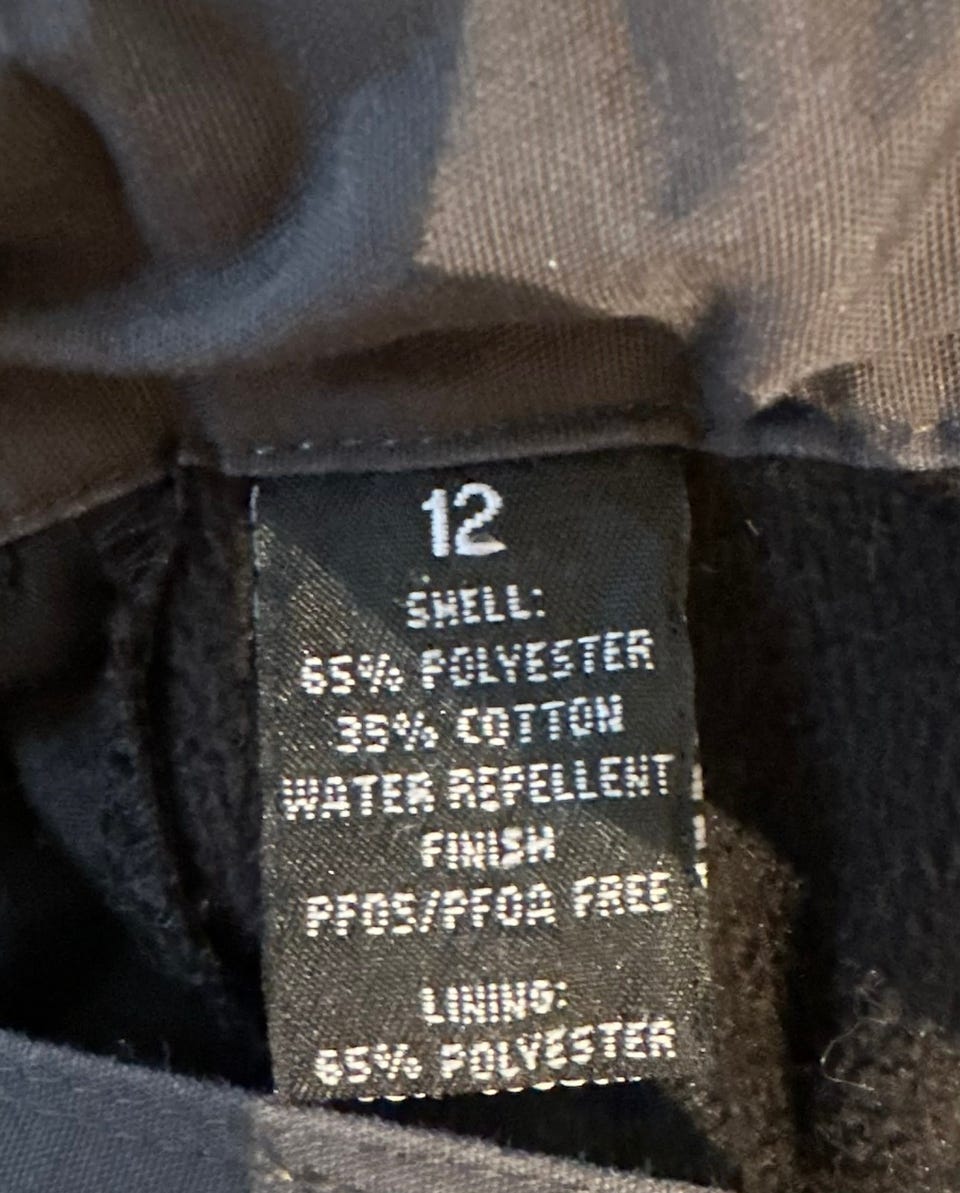 12
SHELL:
65% POLYESTER
35% COTTON
WATER REPELLENT
FINISH
PFOS/PFOA FREE
LINING:
65% POLYESTER